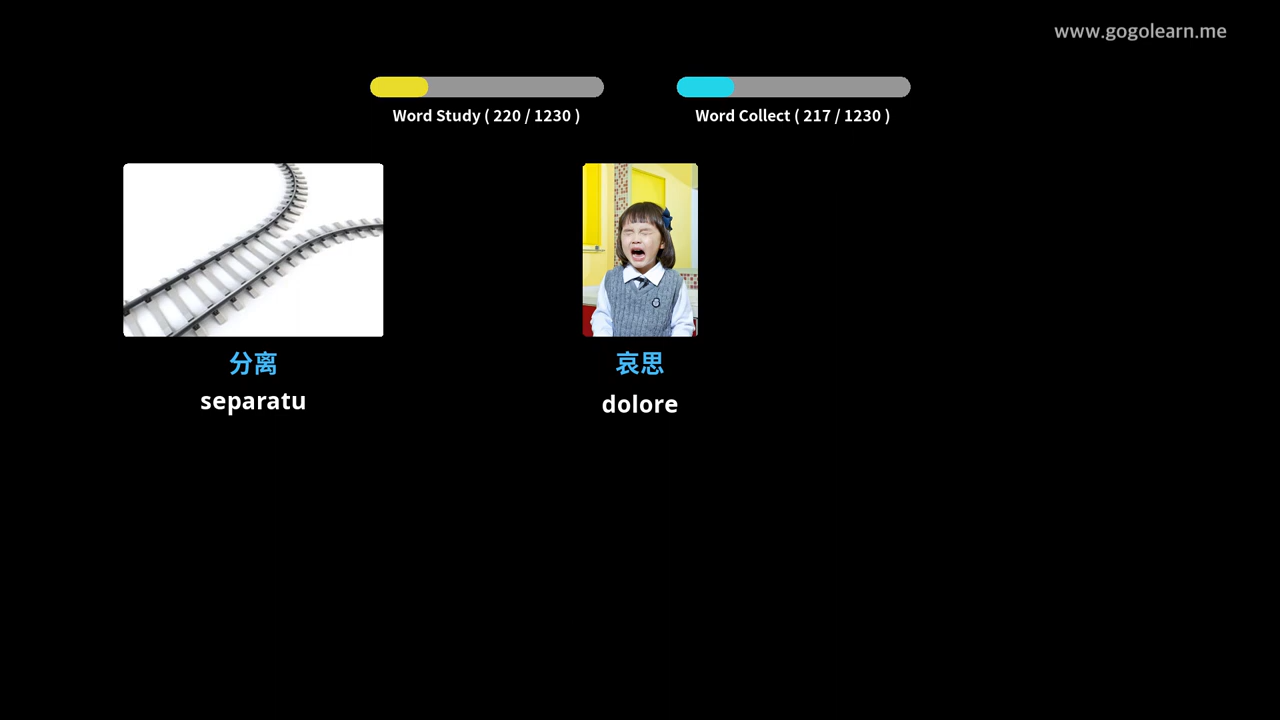 www.gogolearn.me
Word Study ( 220 / 1230 )
Word Collect ( 217 / 1230 )
分离
separatu
哀思
dolore